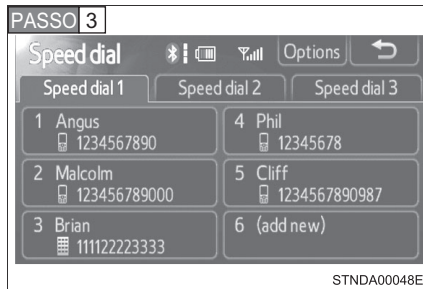 PASSO 3
Speed dial Options
Speed dial 1 Speed dial 2 Speed dial 3
1 Angus
1234567890
2 Malcolm
123456789000
3 Brian
111122223333
4 Phil
12345678
5 Cliff
1234567890987
6 (add new)
STNDA00048E